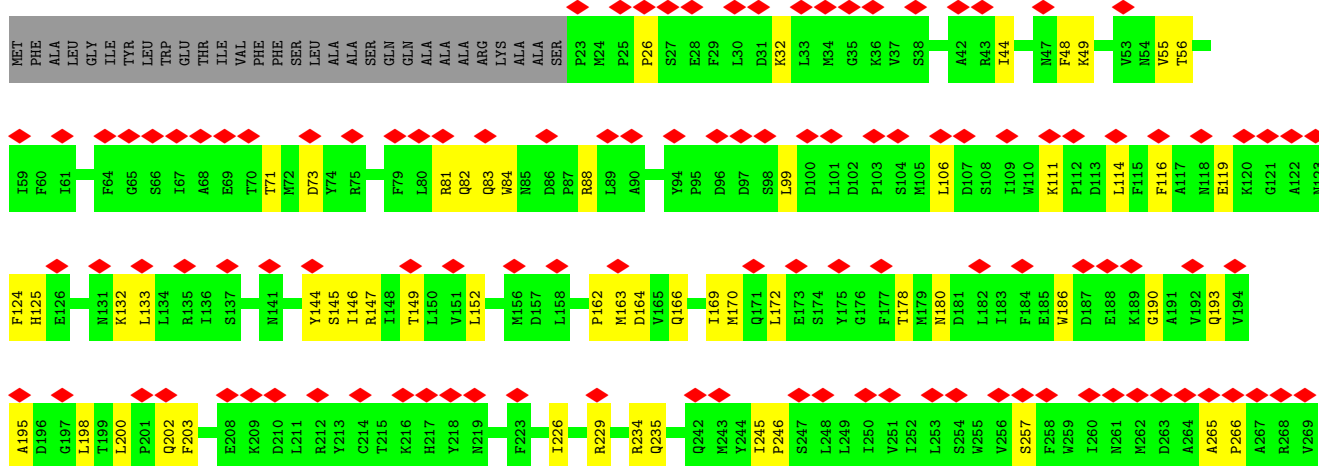 MET PHE ALA LEU GLY ILE TYR LEU TRP GLU THR ILE VAL PHE PHE SER LEU ALA ALA SER GLN GLN ALA ALA ALA ARG LYS ALA ALA SER P23 M24 P25 P26 S27 E28 F29 L30 D31 K32 L33 M34 G35 K36 V37 S38 A42 R43 I44 N47 F48 K49 V53 N54 V55 T56
I59 F60 I61 F64 G65 S66 I67 A68 E69 T70 T71 M72 D73 Y74 R75 F79 L80 R81 Q82 Q83 W84 N85 D86 P87 R88 L89 A90 Y94 P95 D96 D97 S98 L99 D100 L101 D102 P103 S104 M105 L106 D107 S108 I109 W110 K111 P112 D113 L114 F115 F116 A117 N118 E119 K120 G121 A122 N123
F124 H125 E126 N131 K132 L133 L134 R135 I136 S137 N141 Y144 S145 I146 R147 I148 T149 L150 V151 L152 M156 D157 L158 P162 M163 D164 V165 Q166 I169 M170 Q171 L172 E173 S174 Y175 G176 F177 T178 M179 N180 D181 L182 I183 F184 E185 W186 D187 E188 K189 G190 A191 V192 Q193 V194
A195 D196 G197 L198 T199 L200 P201 Q202 F203 E208 K209 D210 L211 R212 Y213 C214 T215 K216 H217 Y218 N219 F223 I226 R229 R234 Q235 Q242 M243 Y244 I245 P246 S247 L248 L249 I250 V251 I252 L253 S254 W255 V256 S257 F258 W259 I260 N261 M262 D263 A264 A265 P266 A267 R268 V269